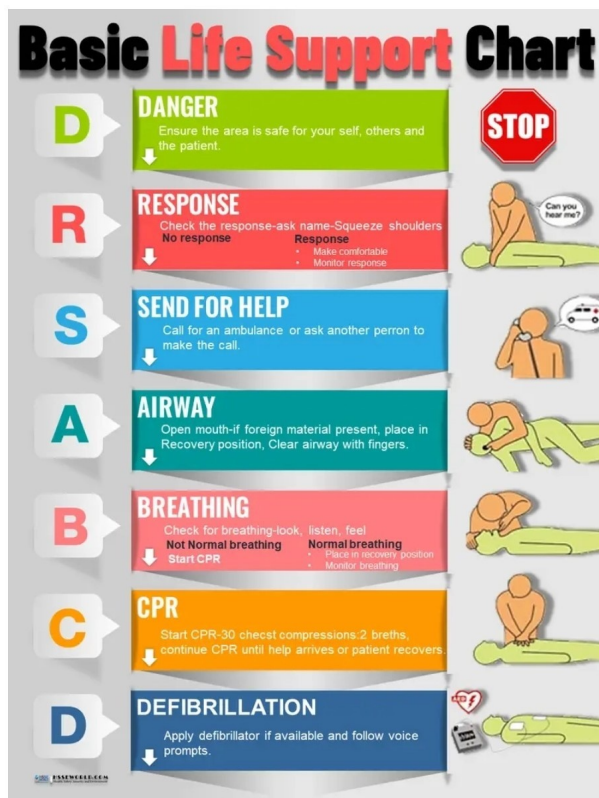 Basic Life Support Chart
D
DANGER
Ensure the area is safe for your self, others and
the patient.
STOP
R
RESPONSE
Check the response-ask name-Squeeze shoulders
No response
Response
• Make comfortable
• Monitor response
Can you
hear me?
S
SEND FOR HELP
Call for an ambulance or ask another perron to
make the call.
A
AIRWAY
Open mouth-if foreign material present, place in
Recovery position, Clear airway with fingers.
B
BREATHING
Check for breathing-look, listen, feel
Not Normal breathing
Start CPR
Normal breathing
• Place in recovery position
• Monitor breathing
C
CPR
Start CPR-30 checst compressions:2 breths,
continue CPR until help arrives or patient recovers.
D
DEFIBRILLATION
Apply defibrillator if available and follow voice
prompts.
AED
HSSEWORLD.COM